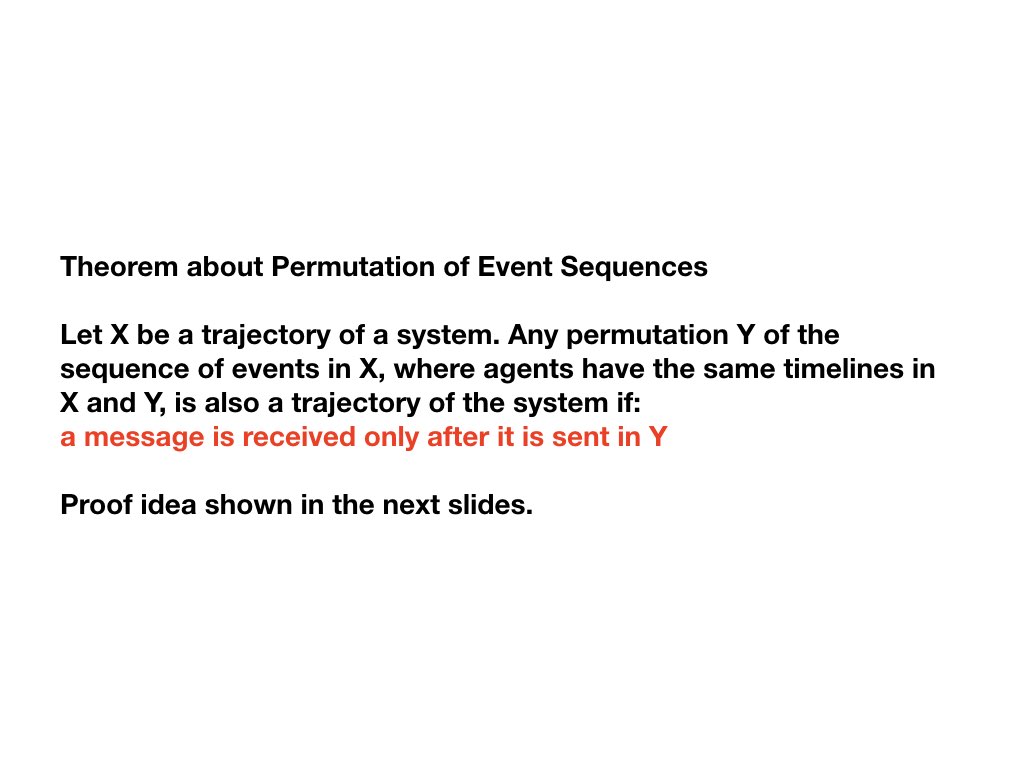 Theorem about Permutation of Event Sequences
Let X be a trajectory of a system. Any permutation Y of the
sequence of events in X, where agents have the same timelines in
X and Y, is also a trajectory of the system if:
a message is received only after it is sent in Y
Proof idea shown in the next slides.